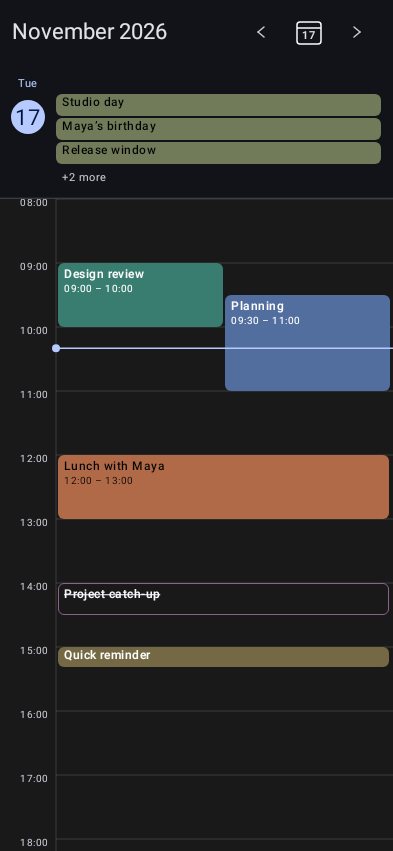 November 2026
17
Tue
17
Studio day
Maya's birthday
Release window
+2 more
08:00
09:00
Design review
09:00 – 10:00
Planning
09:30 – 11:00
10:00
11:00
12:00
Lunch with Maya
12:00 – 13:00
13:00
14:00
Project catch-up
15:00
Quick reminder
16:00
17:00
18:00